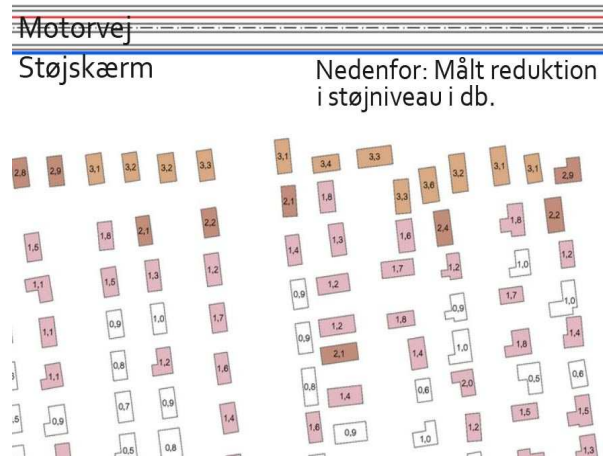 Motorvej
Støjskærm
Nedenfor: Målt reduktion
i støjniveau i db.
2,8 2,9 3,1 3,2 3,2 3,3 3,1 3,4 3,3 3,3 3,6 3,2 3,1 3,1 2,9
1,5 1,8 2,1 2,2 2,1 1,8 1,6 2,4 1,8 2,2
1,1 1,5 1,3 1,2 1,4 1,3 1,7 1,2 1,0 1,2
1,1 0,9 1,0 1,7 0,9 1,2 1,8 0,9 1,7 1,0
1,1 0,8 1,2 1,6 0,9 1,2 1,4 1,0 1,8 1,4
0,9 0,7 0,9 1,4 0,8 2,1 0,6 2,0 0,5 0,6
0,5 0,8 1,6 1,4 1,0 1,2 1,5 1,5
0,9 1,3